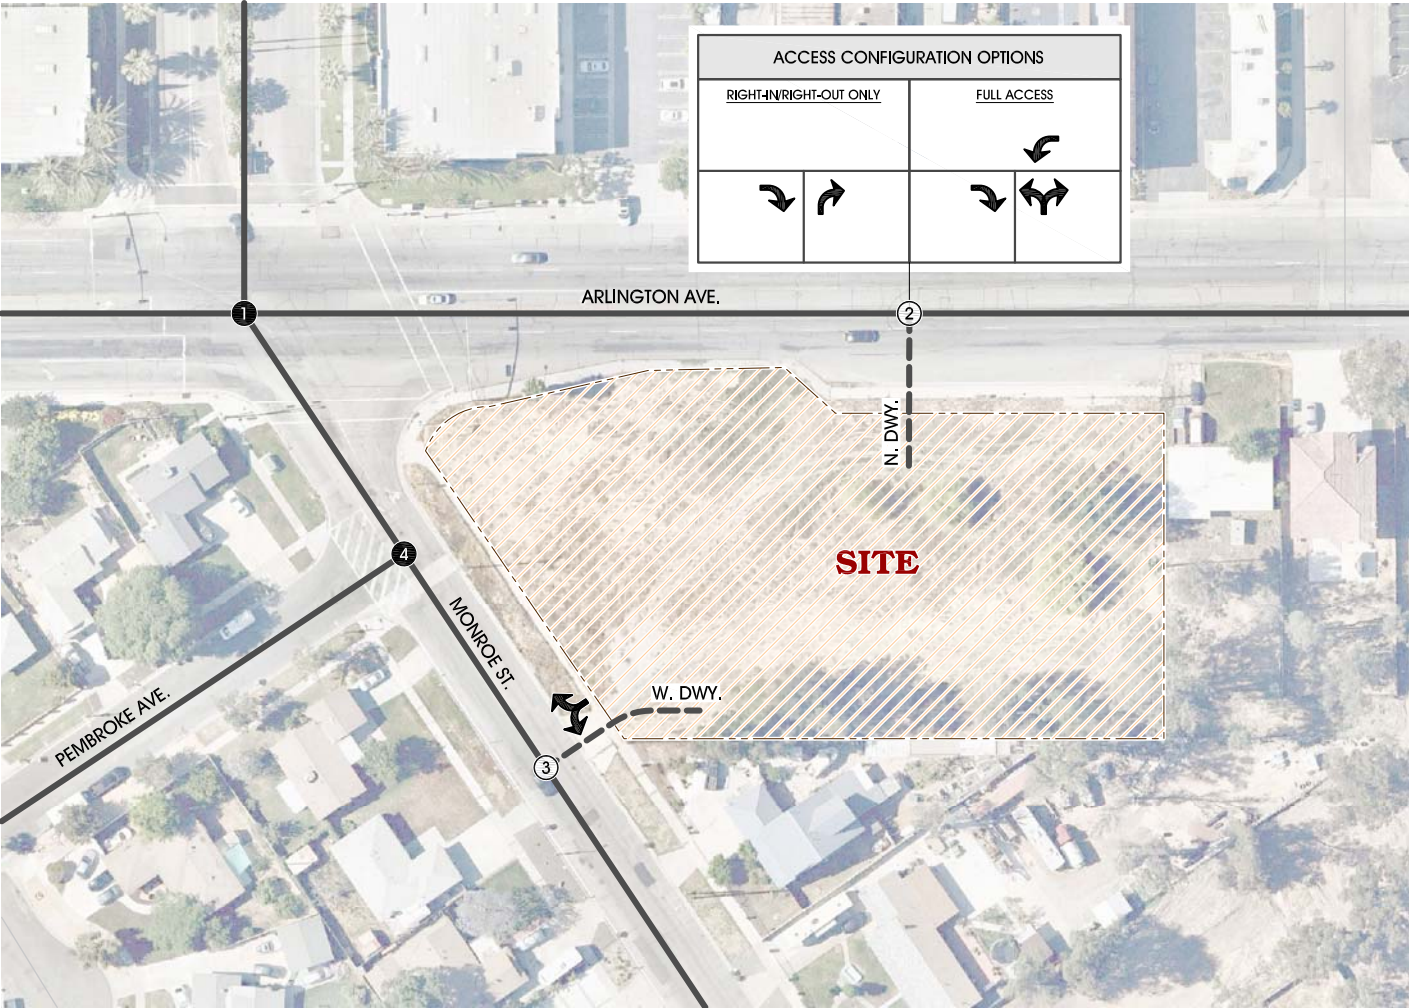 ACCESS CONFIGURATION OPTIONS
RIGHT-IN/RIGHT-OUT ONLY
FULL ACCESS
ARLINGTON AVE.
1
2
N. DWY.
SITE
4
MONROE ST.
W. DWY.
PEMBROKE AVE.
3